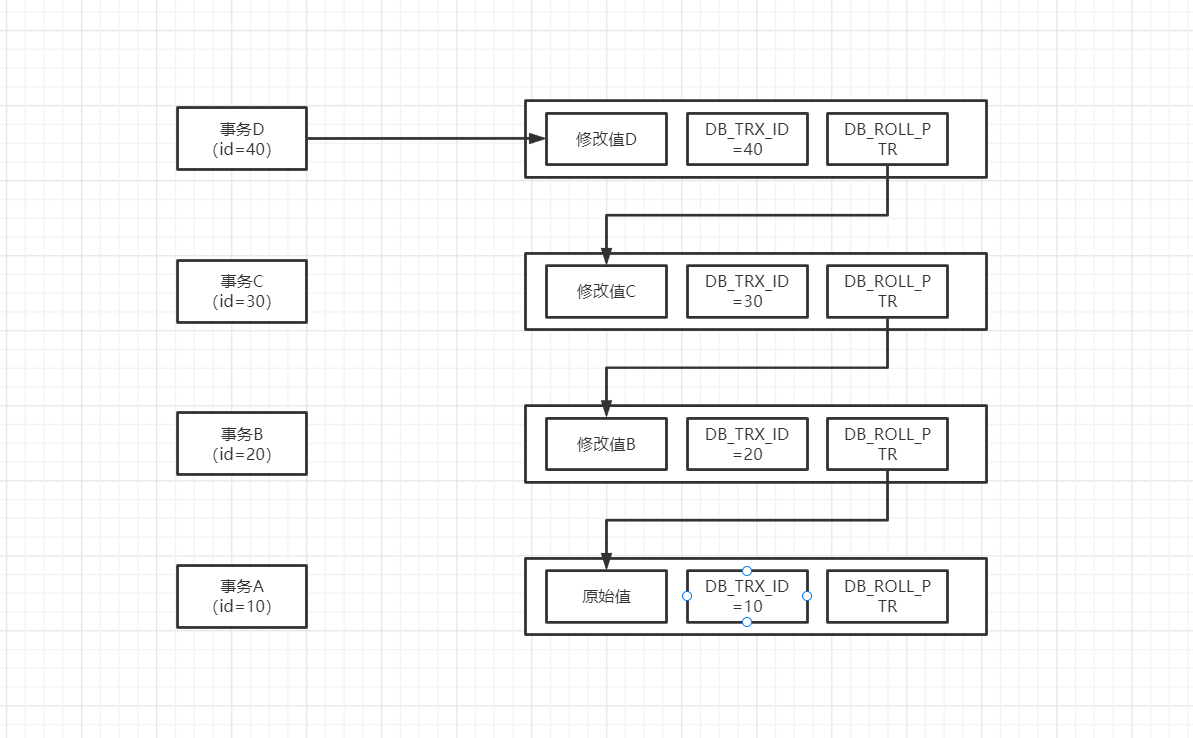 事务D
(id=40)
修改值D
DB_TRX_ID
=40
DB_ROLL_P
TR
事务C
(id=30)
修改值C
DB_TRX_ID
=30
DB_ROLL_P
TR
事务B
(id=20)
修改值B
DB_TRX_ID
=20
DB_ROLL_P
TR
事务A
(id=10)
原始值
DB_TRX_ID
=10
DB_ROLL_P
TR